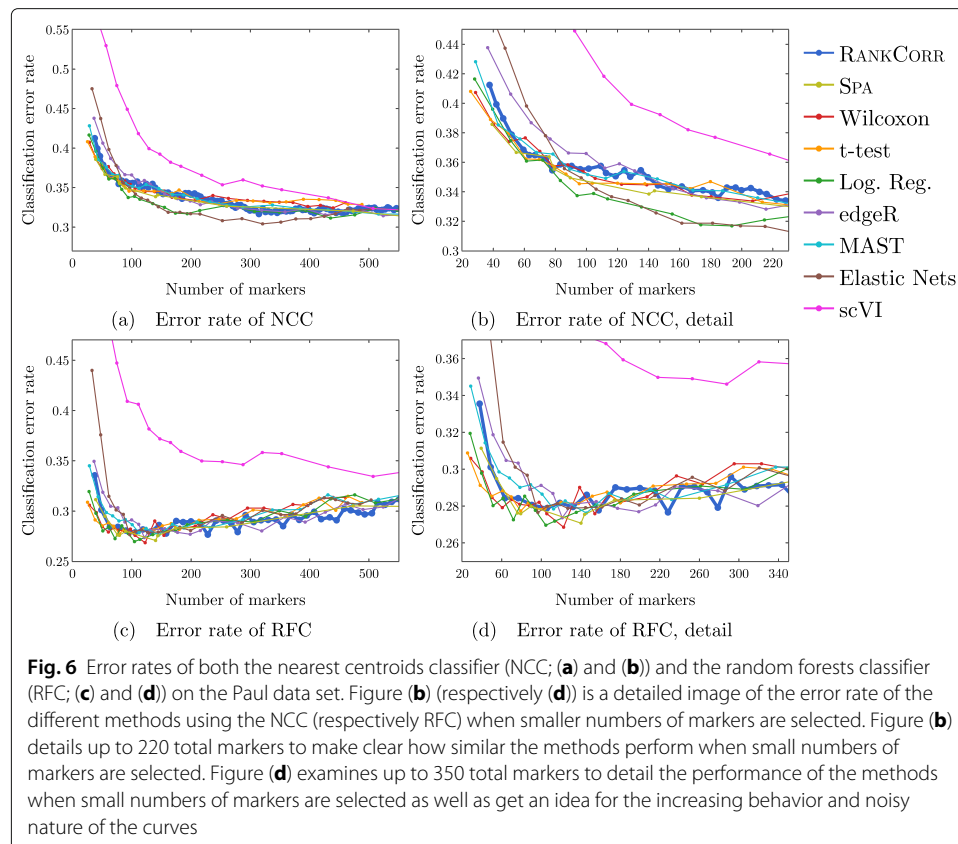 0.55
0.5
0.45
0.4
0.35
0.3
Classification error rate
0 100 200 300 400 500
Number of markers
(a) Error rate of NCC
0.44
0.42
0.4
0.38
0.36
0.34
0.32
0.3
Classification error rate
20 40 60 80 100 120 140 160 180 200 220
Number of markers
(b) Error rate of NCC, detail
RANKCORR
SPA
Wilcoxon
t-test
Log. Reg.
edgeR
MAST
Elastic Nets
scVI
0.45
0.4
0.35
0.3
0.25
Classification error rate
0 100 200 300 400 500
Number of markers
(c) Error rate of RFC
0.36
0.34
0.32
0.3
0.28
0.26
Classification error rate
20 60 100 140 180 220 260 300 340
Number of markers
(d) Error rate of RFC, detail
Fig. 6 Error rates of both the nearest centroids classifier (NCC; (a) and (b)) and the random forests classifier
(RFC; (c) and (d)) on the Paul data set. Figure (b) (respectively (d)) is a detailed image of the error rate of the
different methods using the NCC (respectively RFC) when smaller numbers of markers are selected. Figure (b)
details up to 220 total markers to make clear how similar the methods perform when small numbers of
markers are selected. Figure (d) examines up to 350 total markers to detail the performance of the methods
when small numbers of markers are selected as well as get an idea for the increasing behavior and noisy
nature of the curves